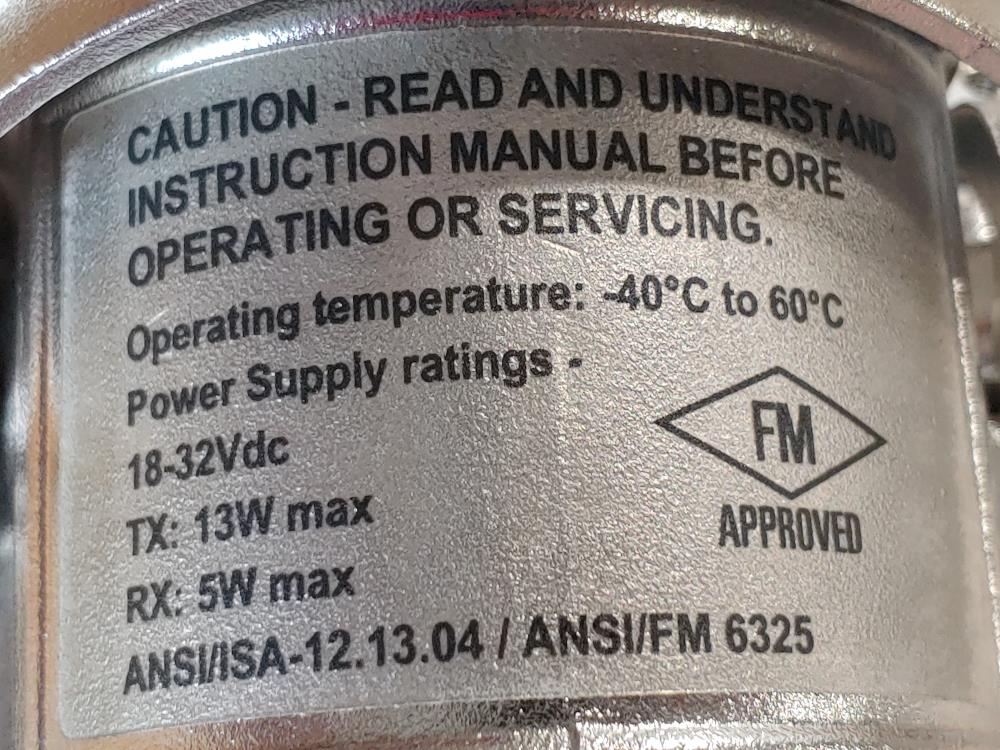 CAUTION - READ AND UNDERSTAND
INSTRUCTION MANUAL BEFORE
OPERATING OR SERVICING.
Operating temperature: -40°C to 60°C
Power Supply ratings -
18-32Vdc
TX: 13W max
RX: 5W max
FM
APPROVED
ANSI/ISA-12.13.04 / ANSI/FM 6325